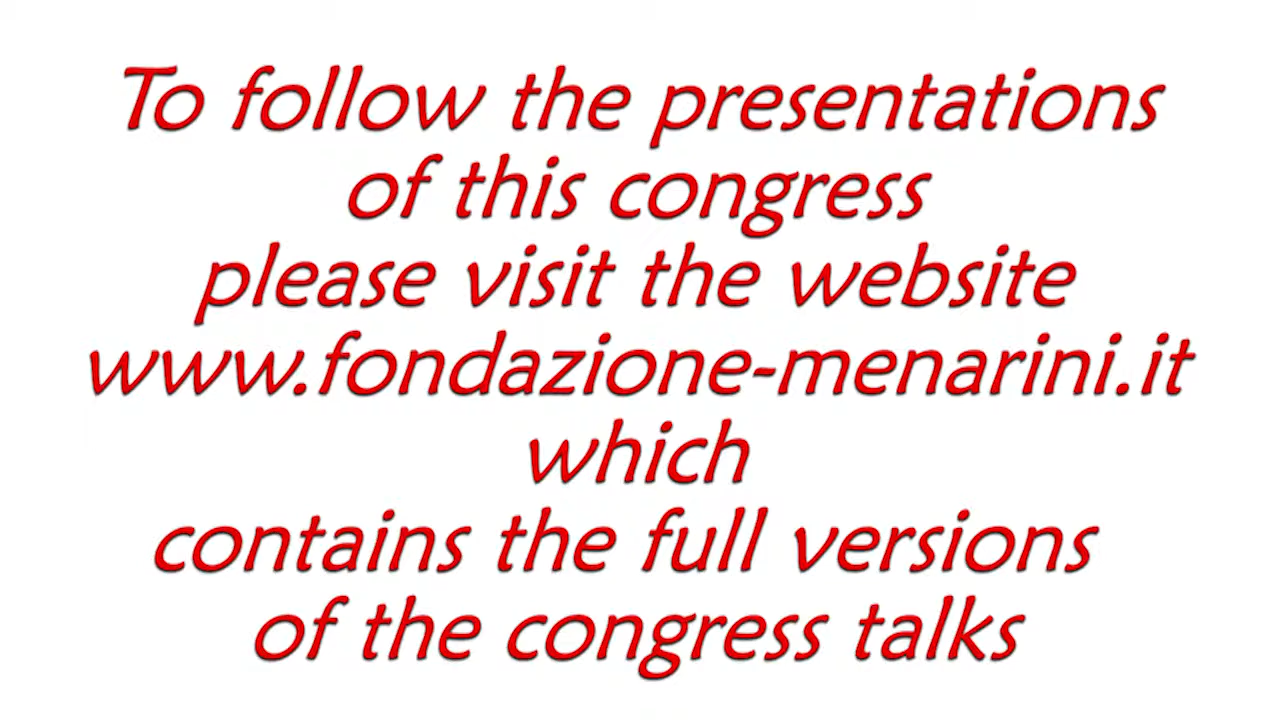 To follow the presentations
of this congress
please visit the website
www.fondazione-menarini.it
which
contains the full versions
of the congress talks